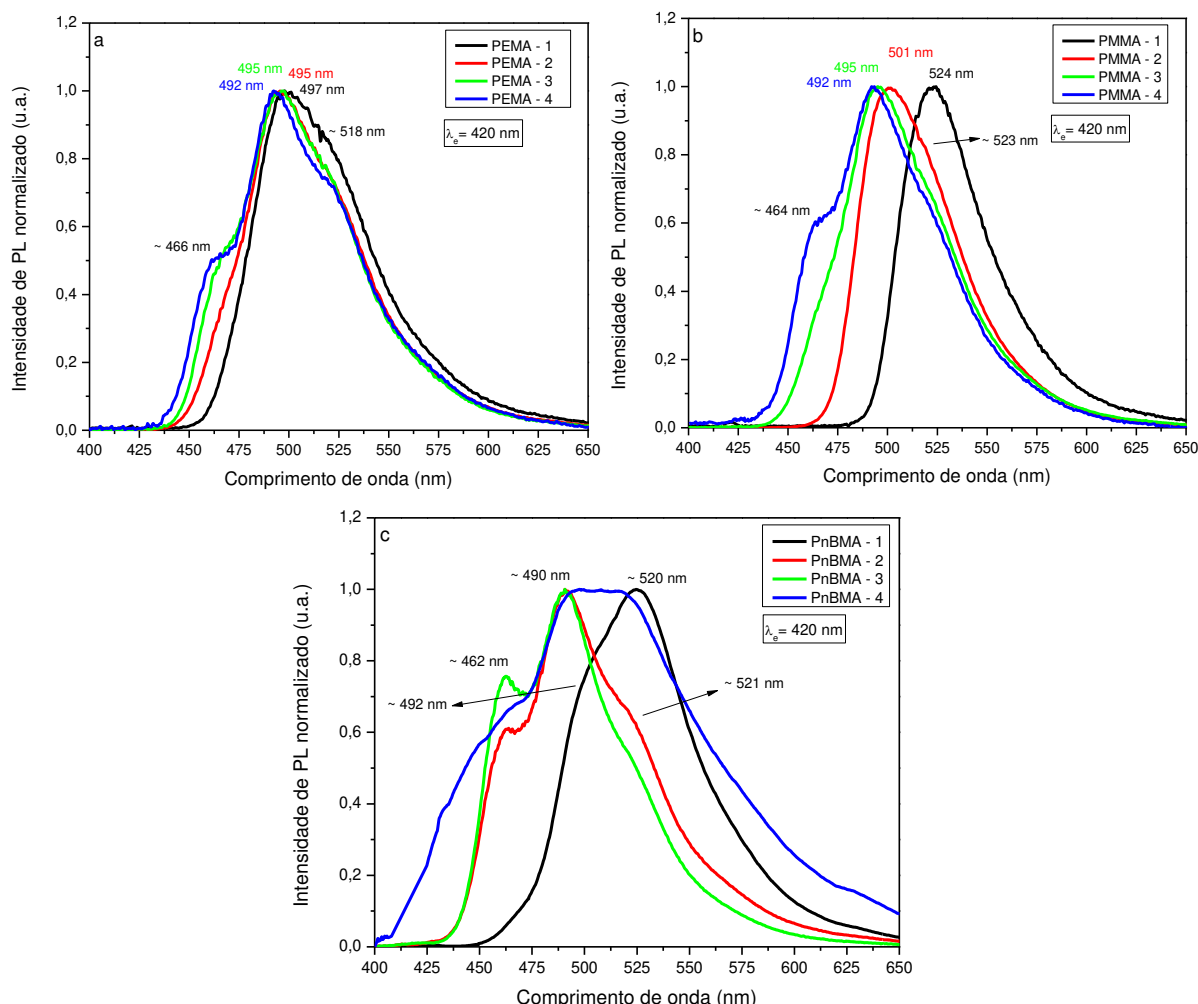 a
PEMA - 1
PEMA - 2
PEMA - 3
PEMA - 4
λe= 420 nm
495 nm
495 nm
492 nm
497 nm
~ 518 nm
~ 466 nm
1,2
1,0
0,8
0,6
0,4
0,2
0,0
400 425 450 475 500 525 550 575 600 625 650
Intensidade de PL normalizado (u.a.)
Comprimento de onda (nm)
b
PMMA - 1
PMMA - 2
PMMA - 3
PMMA - 4
λe= 420 nm
501 nm
495 nm
524 nm
492 nm
~ 523 nm
~ 464 nm
1,2
1,0
0,8
0,6
0,4
0,2
0,0
400 425 450 475 500 525 550 575 600 625 650
Intensidade de PL normalizado (u.a.)
Comprimento de onda (nm)
c
PnBMA - 1
PnBMA - 2
PnBMA - 3
PnBMA - 4
λe= 420 nm
~ 490 nm
~ 520 nm
~ 462 nm
~ 492 nm
~ 521 nm
1,2
1,0
0,8
0,6
0,4
0,2
0,0
400 425 450 475 500 525 550 575 600 625 650
Intensidade de PL normalizado (u.a.)
Comprimento de onda (nm)